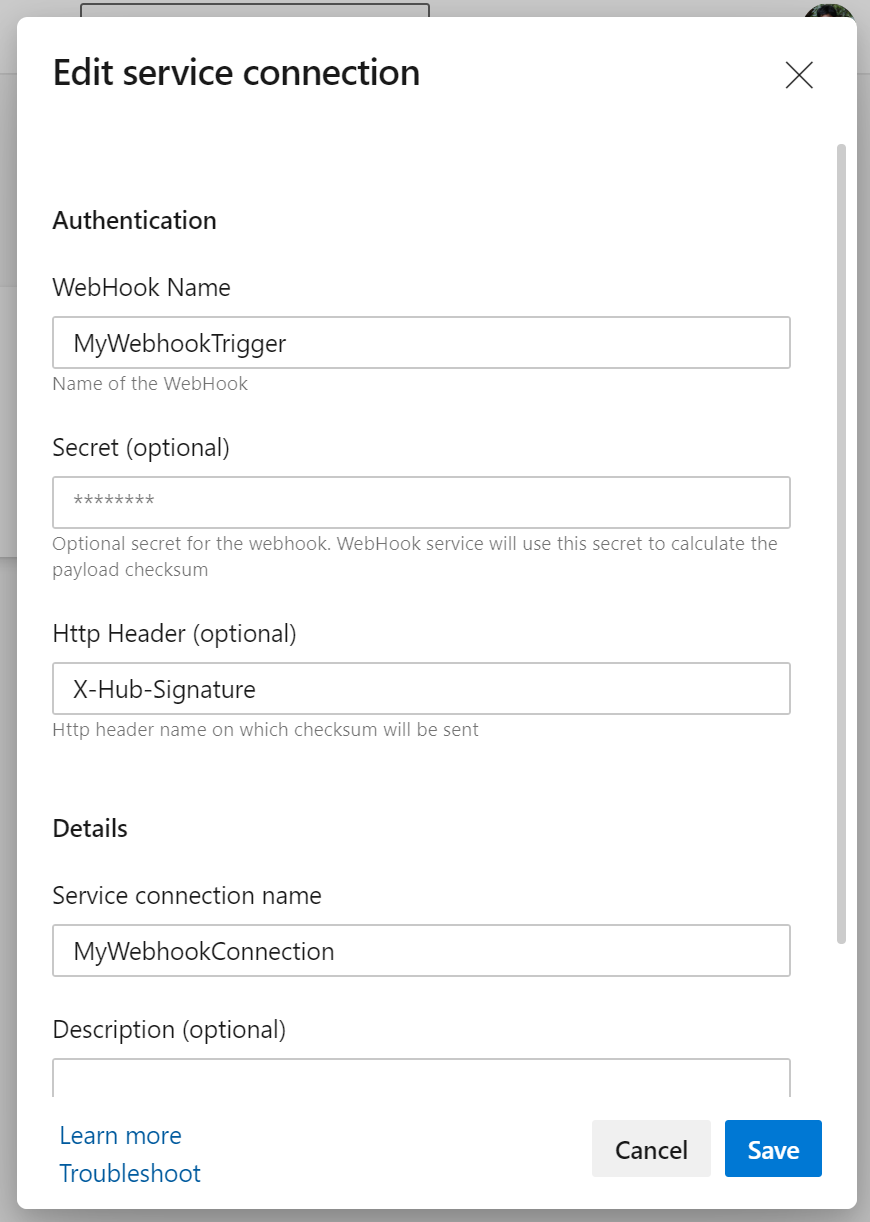 Edit service connection
Authentication
WebHook Name
MyWebhookTrigger
Name of the WebHook
Secret (optional)
********
Optional secret for the webhook. WebHook service will use this secret to calculate the
payload checksum
Http Header (optional)
X-Hub-Signature
Http header name on which checksum will be sent
Details
Service connection name
MyWebhookConnection
Description (optional)
Learn more
Troubleshoot
Cancel
Save